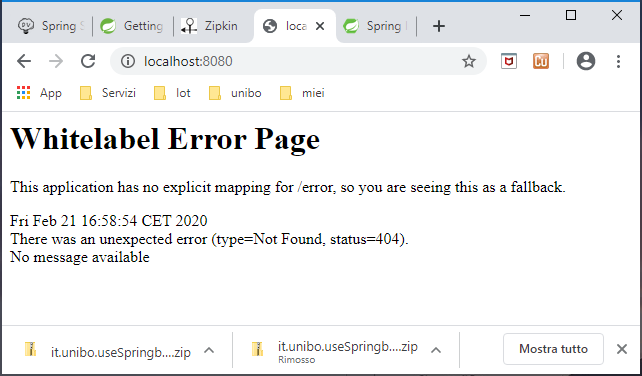 Spring S
Getting
Zipkin
loca
Spring
localhost:8080
App
Servizi
Iot
unibo
miei
Whitelabel Error Page
This application has no explicit mapping for /error, so you are seeing this as a fallback.
Fri Feb 21 16:58:54 CET 2020
There was an unexpected error (type=Not Found, status=404).
No message available
it.unibo.useSpringb....zip
it.unibo.useSpringb....zip
Rimosso
Mostra tutto